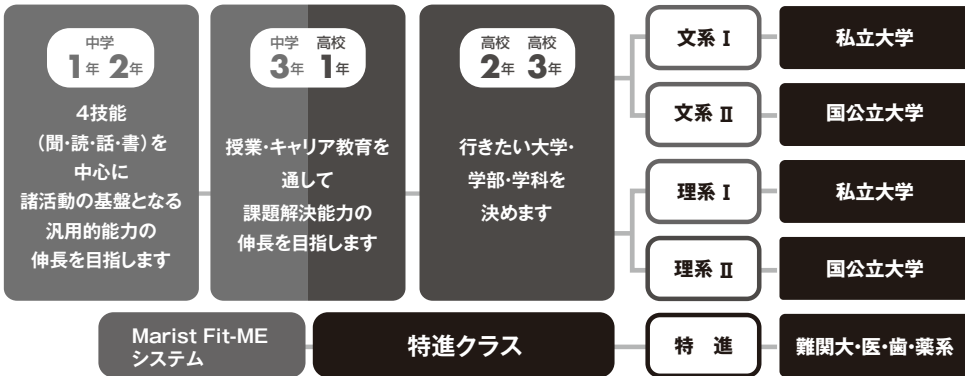 中学
1年 2年
4技能
（聞・読・話・書）を
中心に
諸活動の基盤となる
汎用的能力の
伸長を目指します
中学 高校
3年 1年
授業・キャリア教育を
通して
課題解決能力の
伸長を目指します
高校 高校
2年 3年
行きたい大学・
学部・学科を
決めます
文系 I
私立大学
文系 II
国公立大学
理系 I
私立大学
理系 II
国公立大学
Marist Fit-ME
システム
特進クラス
特 進
難関大・医・歯・薬系